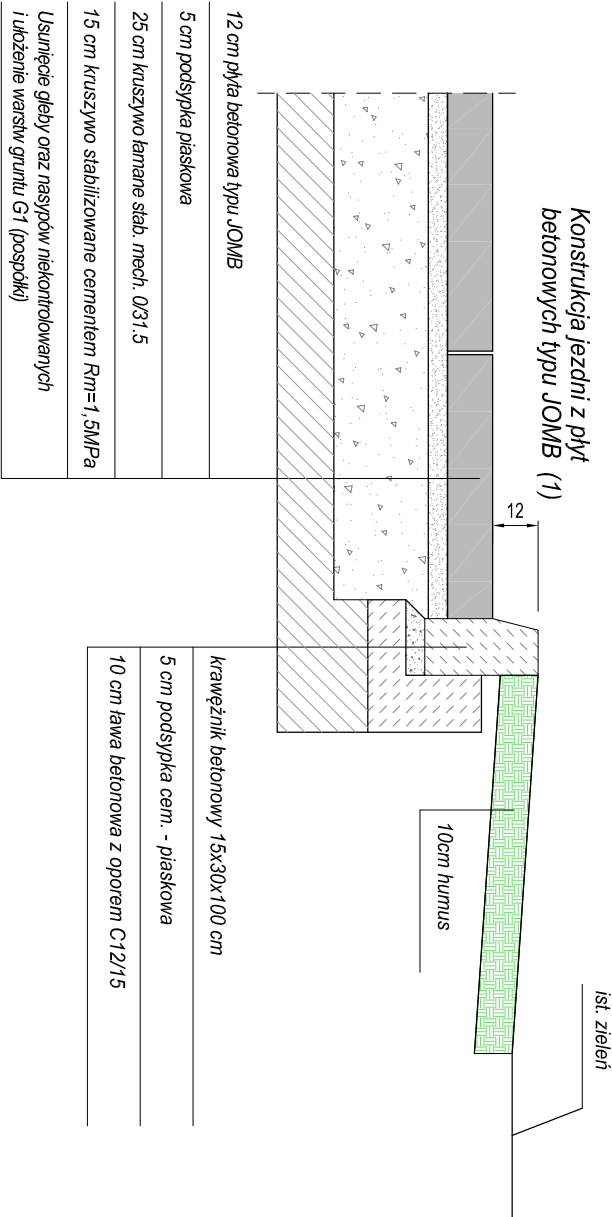 Konstrukcja jezdni z płyt
betonowych typu JOMB (1)
12
ist. zieleń
10cm humus
12 cm płyta betonowa typu JOMB
5 cm podsypka piaskowa
25 cm kruszywo łamane stab. mech. 0/31.5
15 cm kruszywo stabilizowane cementem Rm=1,5MPa
Usunięcie gleby oraz nasypów niekontrolowanych
i ułożenie warstw gruntu G1 (pospółki)
krawężnik betonowy 15x30x100 cm
5 cm podsypka cem. - piaskowa
10 cm ława betonowa z oporem C12/15